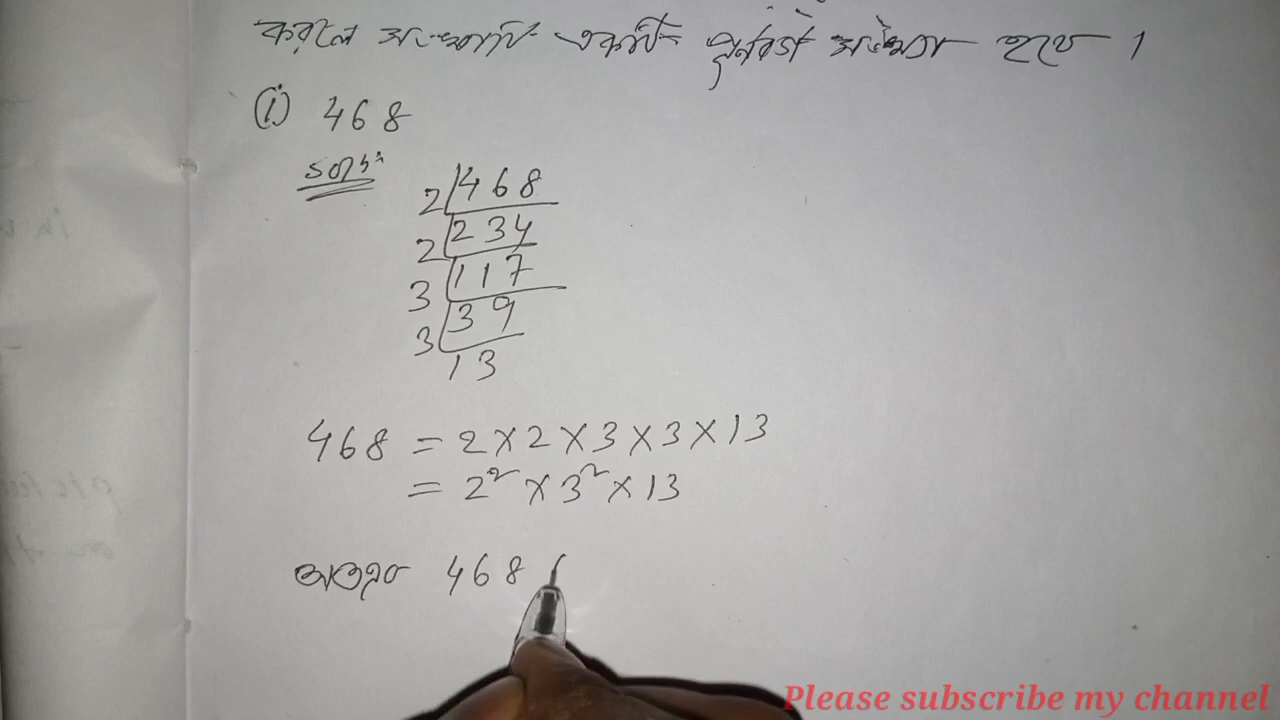 করলে সংখ্যাটি একটি পূর্ণবর্গ সংখ্যা হবে ।
(i) 468
Solⁿ:
2 468
2 234
3 117
3 39
13
468 = 2 × 2 × 3 × 3 × 13
= 2² × 3² × 13
অতএব 468
Please subscribe my channel